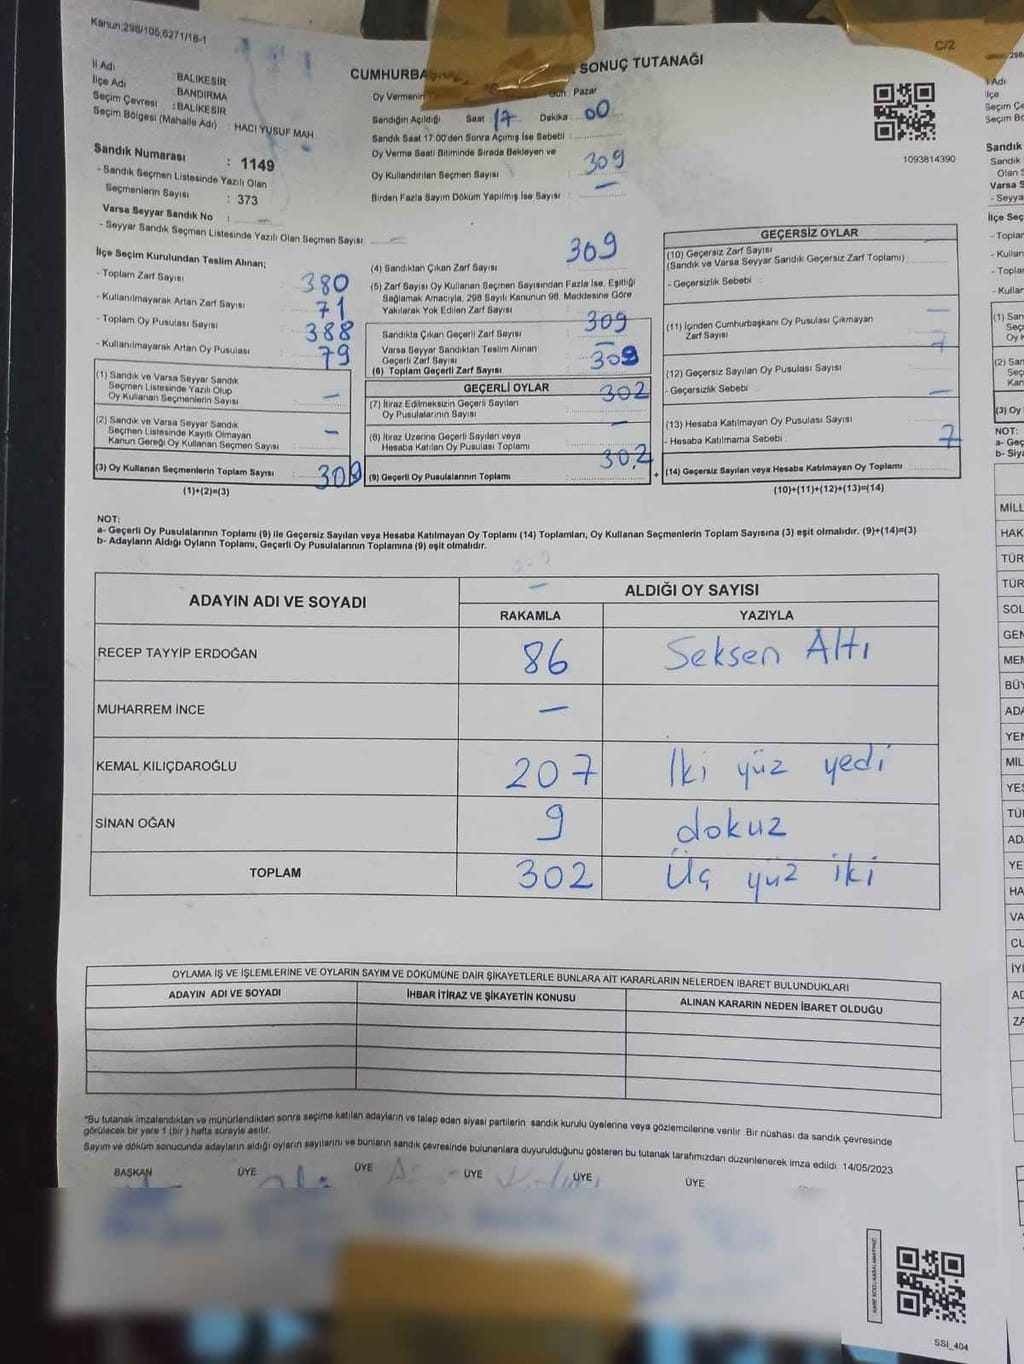 Kanun:298/105,6271/18-1
C/2
İl Adı : BALIKESİR
İlçe Adı : BANDIRMA
Seçim Çevresi : BALIKESİR
Seçim Bölgesi (Mahalle Adı) : HACI YUSUF MAH
Sandık Numarası : 1149
- Sandık Seçmen Listesinde Yazılı Olan
Seçmenlerin Sayısı : 373
Varsa Seyyar Sandık No : -
- Seyyar Sandık Seçmen Listesinde Yazılı Olan Seçmen Sayısı: -
SONUÇ TUTANAĞI
Oy Vermenin Gün Pazar
Sandığın Açıldığı Saat 17 Dakika 00
Sandık Saat 17:00'den Sonra Açımış İse Sebebi
Oy Verme Saati Bitiminde Sırada Bekleyen ve
Oy Kullandırılan Seçmen Sayısı 309
Birden Fazla Sayım Döküm Yapılmış İse Sayısı -
1093814390
İlçe Seçim Kurulundan Teslim Alınan;
- Toplam Zarf Sayısı 380
- Kullanılmayarak Artan Zarf Sayısı 71
- Toplam Oy Pusulası Sayısı 388
- Kullanılmayarak Artan Oy Pusulası 79
(1) Sandık ve Varsa Seyyar Sandık
Seçmen Listesinde Yazılı Olup
Oy Kullanan Seçmenlerin Sayısı -
(2) Sandık ve Varsa Seyyar Sandık
Seçmen Listesinde Kayıtlı Olmayan
Kanun Gereği Oy Kullanan Seçmen Sayısı -
(3) Oy Kullanan Seçmenlerin Toplam Sayısı 309
(1)+(2)=(3)
(4) Sandıktan Çıkan Zarf Sayısı 309
(5) Zarf Sayısı Oy Kullanan Seçmen Sayısından Fazla İse, Eşitliği
Sağlamak Amacıyla, 298 Sayılı Kanunun 98. Maddesine Göre
Yakılarak Yok Edilen Zarf Sayısı
Sandıkta Çıkan Geçerli Zarf Sayısı 309
Varsa Seyyar Sandıktan Teslim Alınan
Geçerli Zarf Sayısı -
(6) Toplam Geçerli Zarf Sayısı 309
GEÇERLİ OYLAR
(7) İtiraz Edilmeksizin Geçerli Sayılan
Oy Pusulalarının Sayısı 302
(8) İtiraz Üzerine Geçerli Sayılan veya
Hesaba Katılan Oy Pusulası Toplamı -
(9) Geçerli Oy Pusulalarının Toplamı 302
+
GEÇERSİZ OYLAR
(10) Geçersiz Zarf Sayısı
(Sandık ve Varsa Seyyar Sandık Geçersiz Zarf Toplamı)
- Geçersizlik Sebebi :
(11) İçinden Cumhurbaşkanı Oy Pusulası Çıkmayan
Zarf Sayısı -
(12) Geçersiz Sayılan Oy Pusulası Sayısı 7
- Geçersizlik Sebebi
(13) Hesaba Katılmayan Oy Pusulası Sayısı -
- Hesaba Katılmama Sebebi :
(14) Geçersiz Sayılan veya Hesaba Katılmayan Oy Toplamı 7
(10)+(11)+(12)+(13)=(14)
NOT:
a- Geçerli Oy Pusulalarının Toplamı (9) ile Geçersiz Sayılan veya Hesaba Katılmayan Oy Toplamı (14) Toplamları, Oy Kullanan Seçmenlerin Toplam Sayısına (3) eşit olmalıdır. (9)+(14)=(3)
b- Adayların Aldığı Oyların Toplamı, Geçerli Oy Pusulalarının Toplamına (9) eşit olmalıdır.
ADAYIN ADI VE SOYADI ALDIĞI OY SAYISI
RAKAMLA YAZIYLA
RECEP TAYYİP ERDOĞAN 86 Seksen Altı
MUHARREM İNCE -
KEMAL KILIÇDAROĞLU 207 İki yüz yedi
SİNAN OĞAN 9 dokuz
TOPLAM 302 Üç yüz iki
OYLAMA İŞ VE İŞLEMLERİNE VE OYLARIN SAYIM VE DÖKÜMÜNE DAİR ŞİKAYETLERLE BUNLARA AİT KARARLARIN NELERDEN İBARET BULUNDUKLARI
ADAYIN ADI VE SOYADI İHBAR İTİRAZ VE ŞİKAYETİN KONUSU ALINAN KARARIN NEDEN İBARET OLDUĞU
*Bu tutanak imzalandıktan ve mühürlendikten sonra seçime katılan adayların ve talep eden siyasi partilerin sandık kurulu üyelerine veya gözlemcilerine verilir. Bir nüshası da sandık çevresinde
görülecek bir yere 1 (bir) hafta süreyle asılır.
Sayım ve döküm sonucunda adayların aldığı oyların sayılarını ve bunların sandık çevresinde bulunanlara duyurulduğunu gösteren bu tutanak tarafımızdan düzenlenerek imza edildi. 14/05/2023
BAŞKAN ÜYE ÜYE ÜYE ÜYE ÜYE
SSI_404